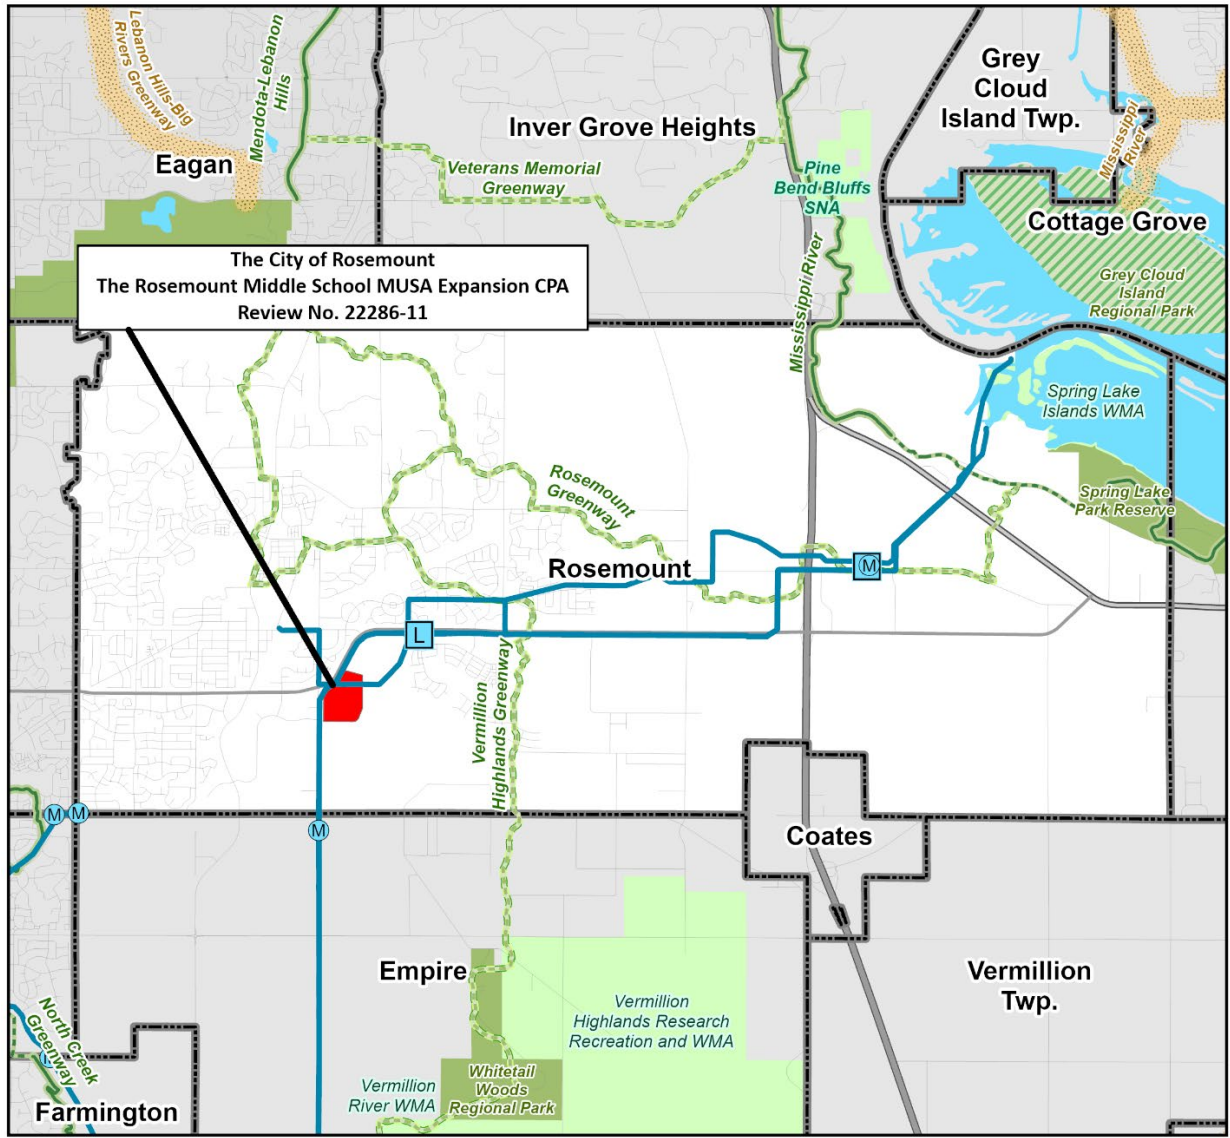 Lebanon Hills-Big
Rivers Greenway
Mendota-Lebanon
Hills
Eagan
Inver Grove Heights
Veterans Memorial
Greenway
Pine
Bend Bluffs
SNA
Grey
Cloud
Island Twp.
Mississippi
River
Cottage Grove
Grey Cloud
Island
Regional Park
The City of Rosemount
The Rosemount Middle School MUSA Expansion CPA
Review No. 22286-11
Mississippi River
Spring Lake
Islands WMA
Spring Lake
Park Reserve
Rosemount
Greenway
Rosemount
M
L
Vermillion
Highlands Greenway
M
M
M
Coates
Empire
Vermillion
Twp.
Vermillion
Highlands Research
Recreation and WMA
North Creek
Greenway
Whitetail
Woods
Regional Park
Vermillion
River WMA
Farmington